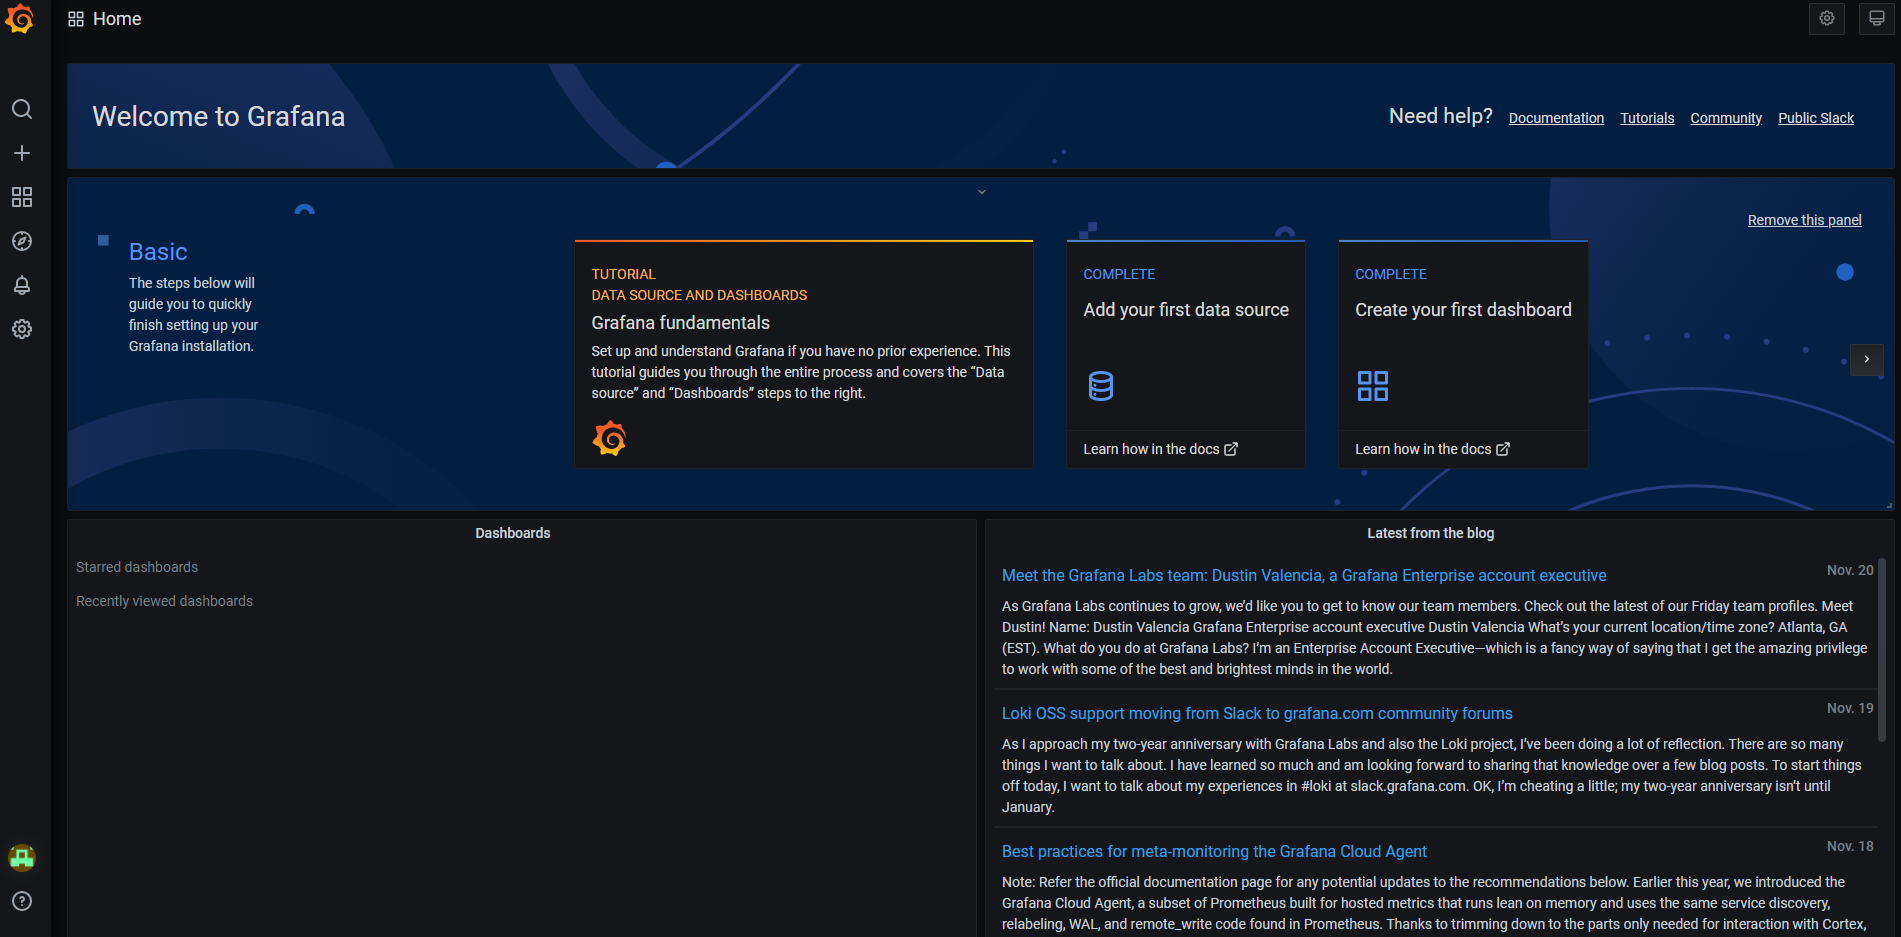 Home
Welcome to Grafana
Need help? Documentation Tutorials Community Public Slack
Remove this panel
Basic
The steps below will
guide you to quickly
finish setting up your
Grafana installation.
TUTORIAL
DATA SOURCE AND DASHBOARDS
Grafana fundamentals
Set up and understand Grafana if you have no prior experience. This
tutorial guides you through the entire process and covers the “Data
source” and “Dashboards” steps to the right.
COMPLETE
Add your first data source
Learn how in the docs
COMPLETE
Create your first dashboard
Learn how in the docs
Dashboards
Starred dashboards
Recently viewed dashboards
Latest from the blog
Meet the Grafana Labs team: Dustin Valencia, a Grafana Enterprise account executive
Nov. 20
As Grafana Labs continues to grow, we’d like you to get to know our team members. Check out the latest of our Friday team profiles. Meet
Dustin! Name: Dustin Valencia Grafana Enterprise account executive Dustin Valencia What’s your current location/time zone? Atlanta, GA
(EST). What do you do at Grafana Labs? I’m an Enterprise Account Executive—which is a fancy way of saying that I get the amazing privilege
to work with some of the best and brightest minds in the world.
Loki OSS support moving from Slack to grafana.com community forums
Nov. 19
As I approach my two-year anniversary with Grafana Labs and also the Loki project, I’ve been doing a lot of reflection. There are so many
things I want to talk about. I have learned so much and am looking forward to sharing that knowledge over a few blog posts. To start things
off today, I want to talk about my experiences in #loki at slack.grafana.com. OK, I’m cheating a little; my two-year anniversary isn’t until
January.
Best practices for meta-monitoring the Grafana Cloud Agent
Nov. 18
Note: Refer the official documentation page for any potential updates to the recommendations below. Earlier this year, we introduced the
Grafana Cloud Agent, a subset of Prometheus built for hosted metrics that runs lean on memory and uses the same service discovery,
relabeling, WAL, and remote_write code found in Prometheus. Thanks to trimming down to the parts only needed for interaction with Cortex,